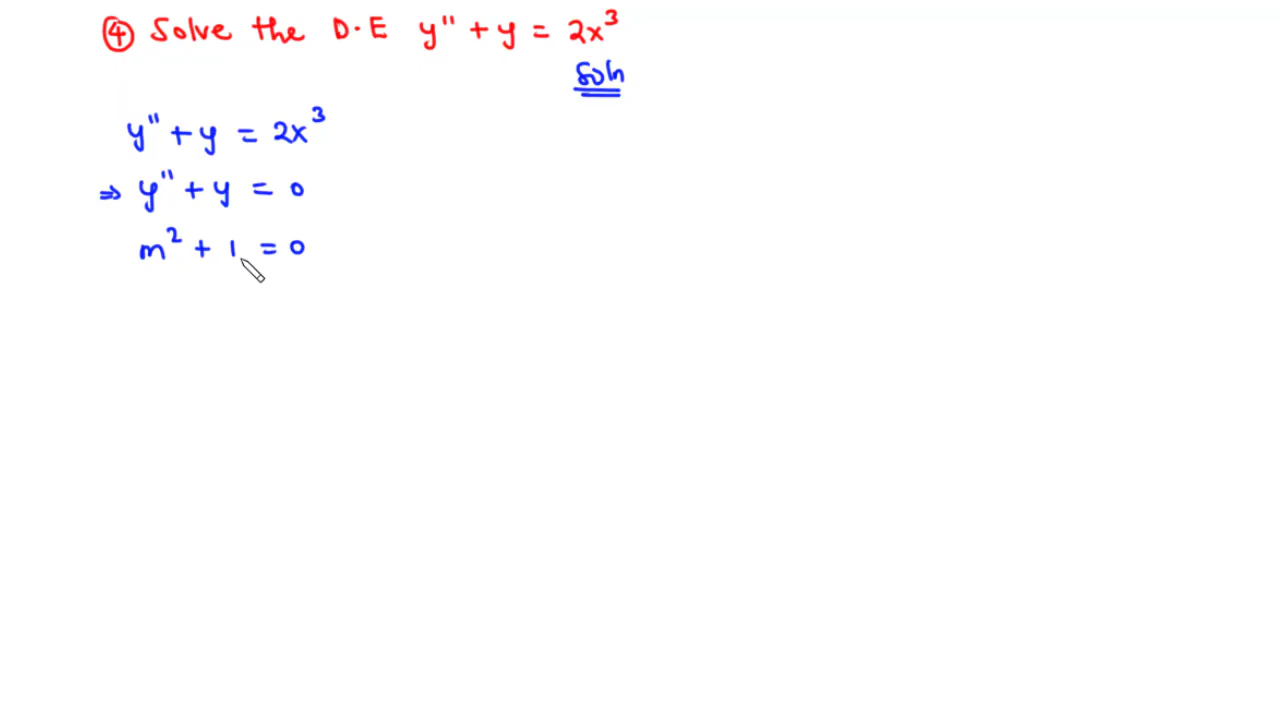 ④ Solve the D.E y'' + y = 2x³
Soln
y'' + y = 2x³
⇒ y'' + y = 0
m² + 1 = 0